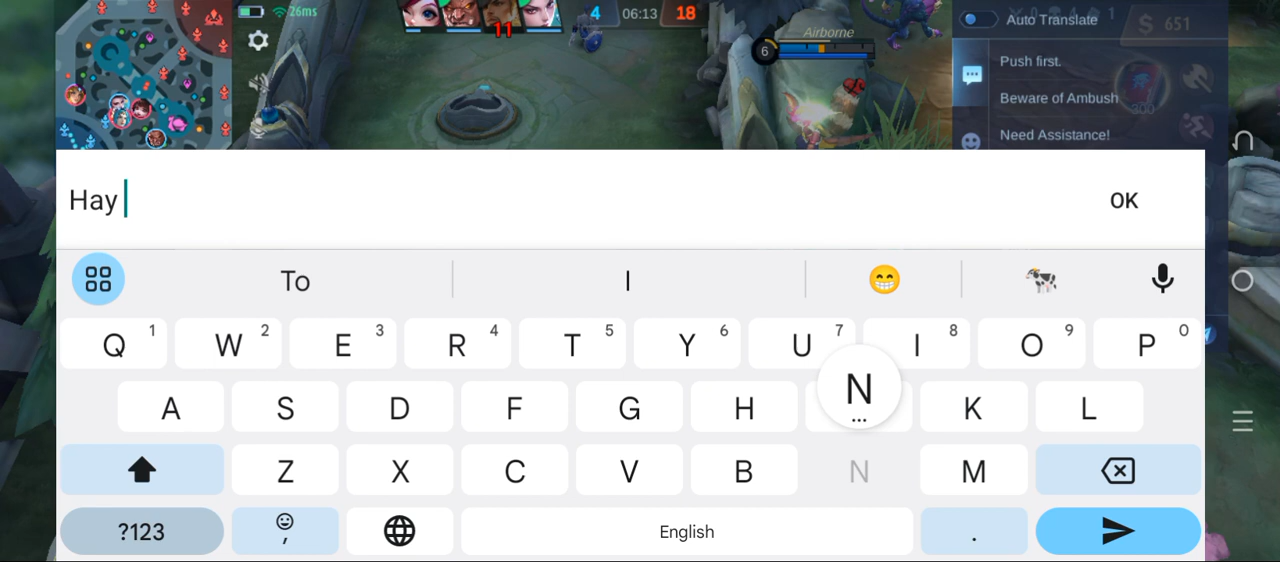 26ms
4 06:13 18
11
Airborne
6
Auto Translate
$ 651
Push first.
Beware of Ambush
300
Need Assistance!
Hay
OK
To I
Q 1 W 2 E 3 R 4 T 5 Y 6 U 7 I 8 O 9 P 0
A S D F G H N K L
...
Z X C V B N M
?123 , English .